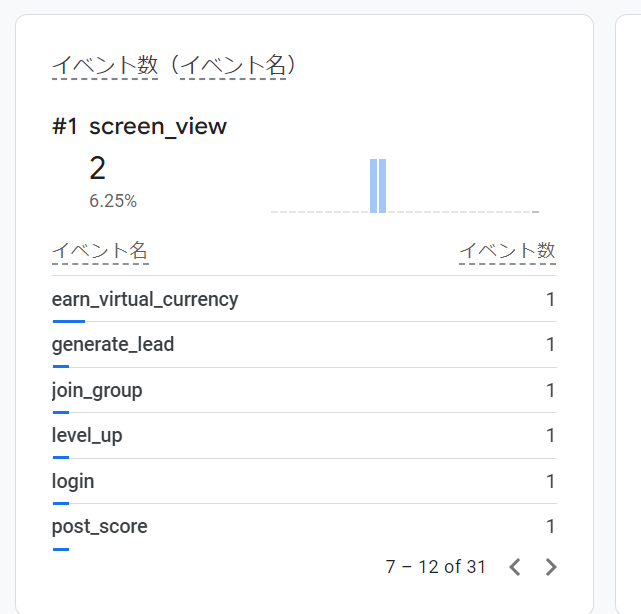 イベント数（イベント名）
#1 screen_view
2
6.25%
イベント名 イベント数
earn_virtual_currency 1
generate_lead 1
join_group 1
level_up 1
login 1
post_score 1
7 – 12 of 31